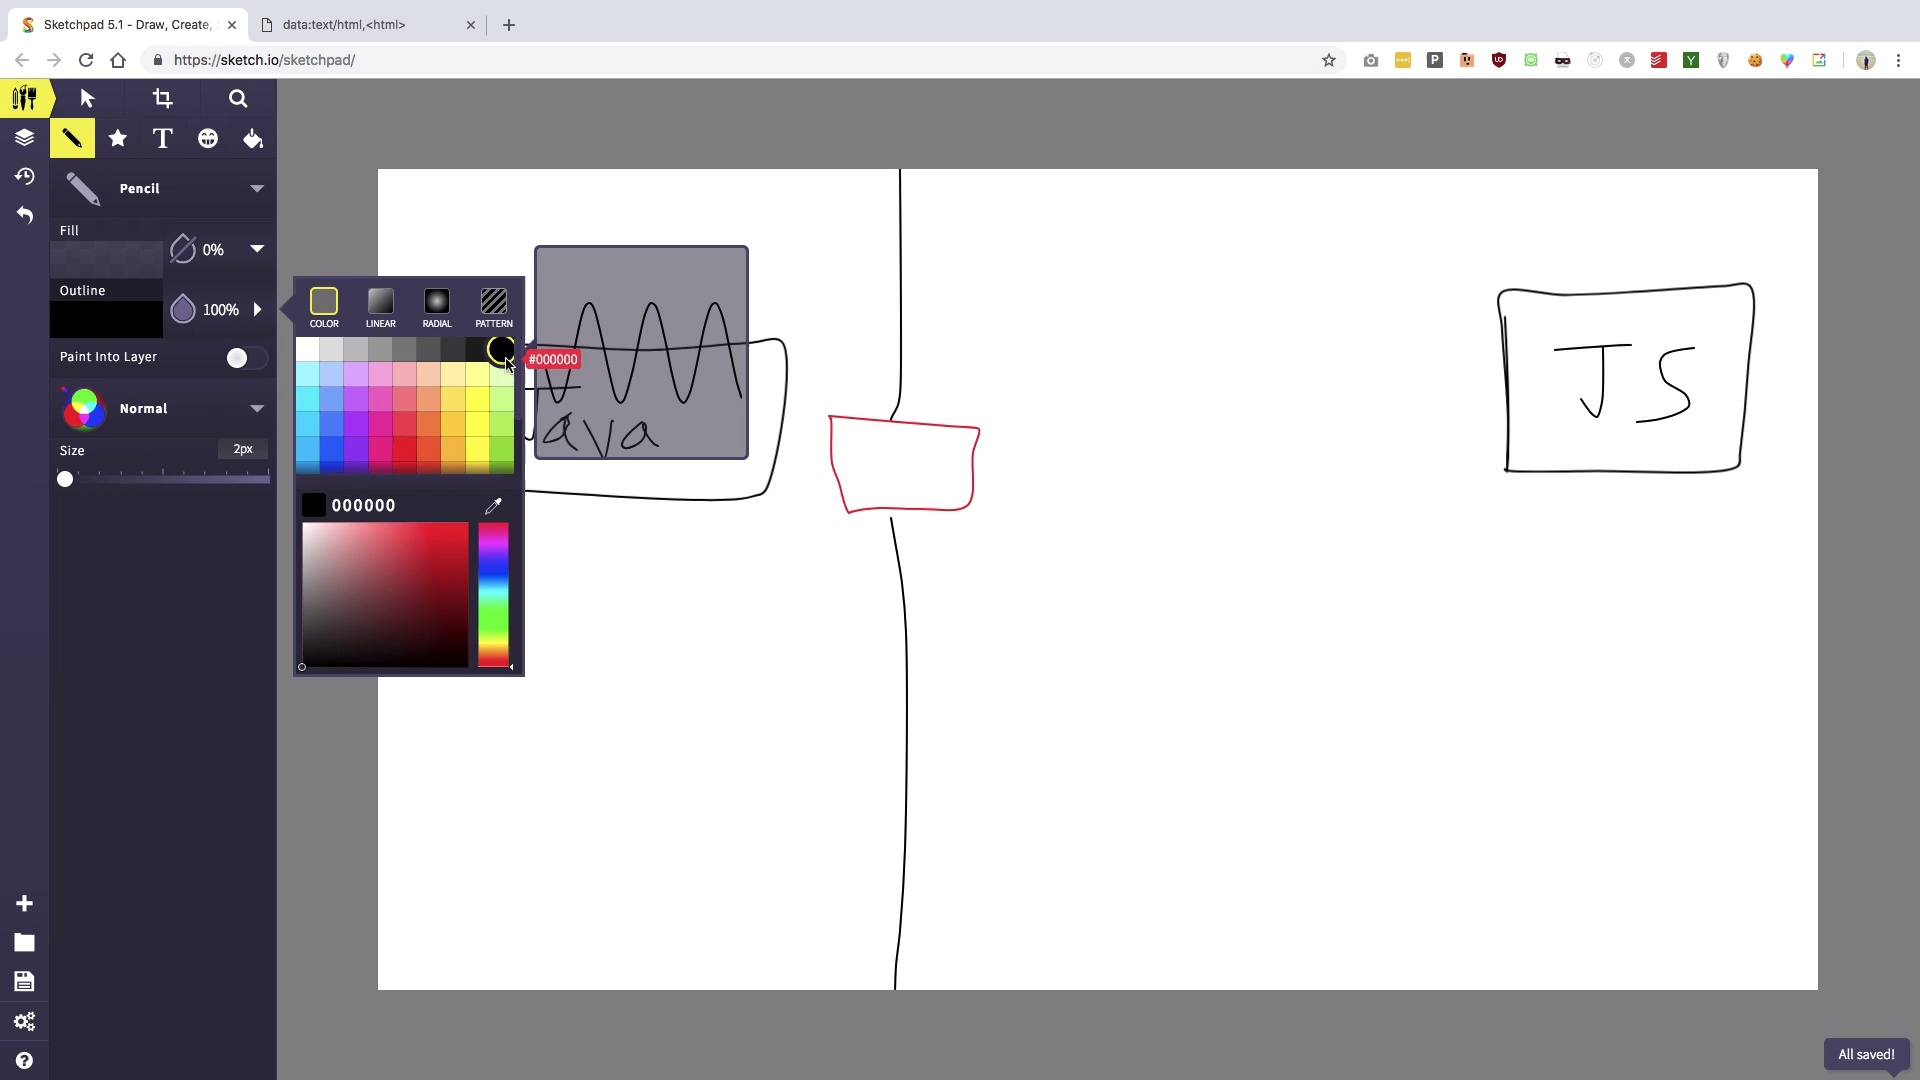 Sketchpad 5.1 - Draw, Create,
data:text/html,<html>
https://sketch.io/sketchpad/
Pencil
Fill
0%
Outline
100%
COLOR
LINEAR
RADIAL
PATTERN
Paint Into Layer
#000000
Normal
Size
2px
000000
ava
JS
All saved!